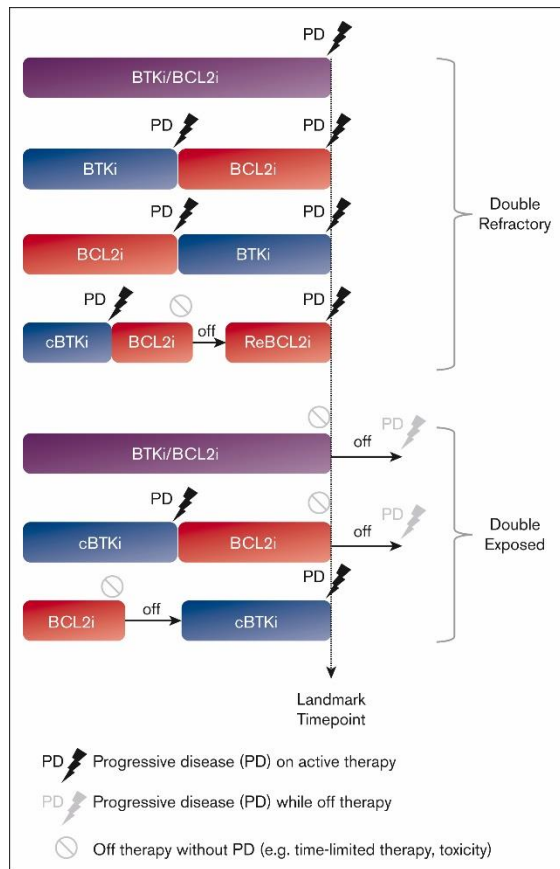 PD
BTKi/BCL2i
PD PD
BTKi BCL2i
PD PD
BCL2i BTKi
Double
Refractory
PD PD
cBTKi BCL2i off ReBCL2i
PD
BTKi/BCL2i off
PD PD
cBTKi BCL2i off
Double
Exposed
PD
BCL2i off cBTKi
Landmark
Timepoint
PD Progressive disease (PD) on active therapy
PD Progressive disease (PD) while off therapy
Off therapy without PD (e.g. time-limited therapy, toxicity)